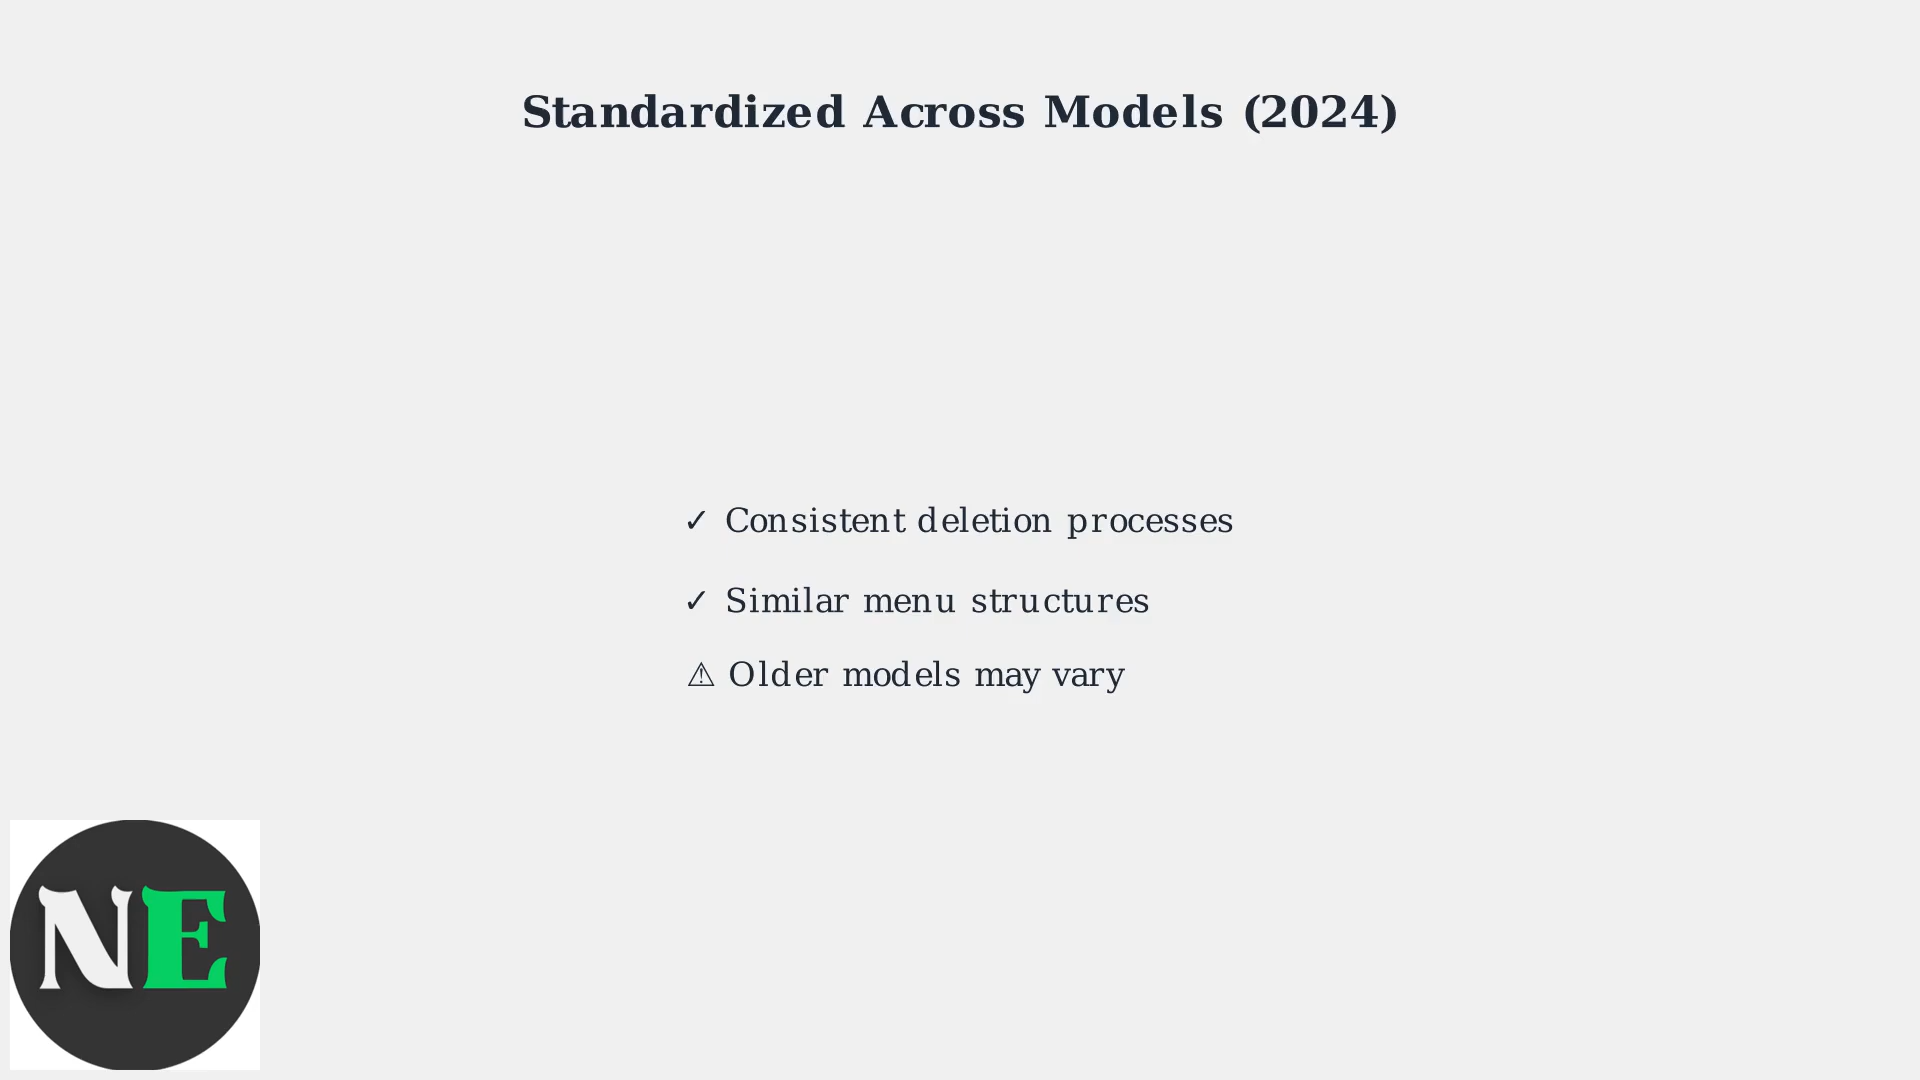 Standardized Across Models (2024)
✓ Consistent deletion processes
✓ Similar menu structures
⚠ Older models may vary
NE